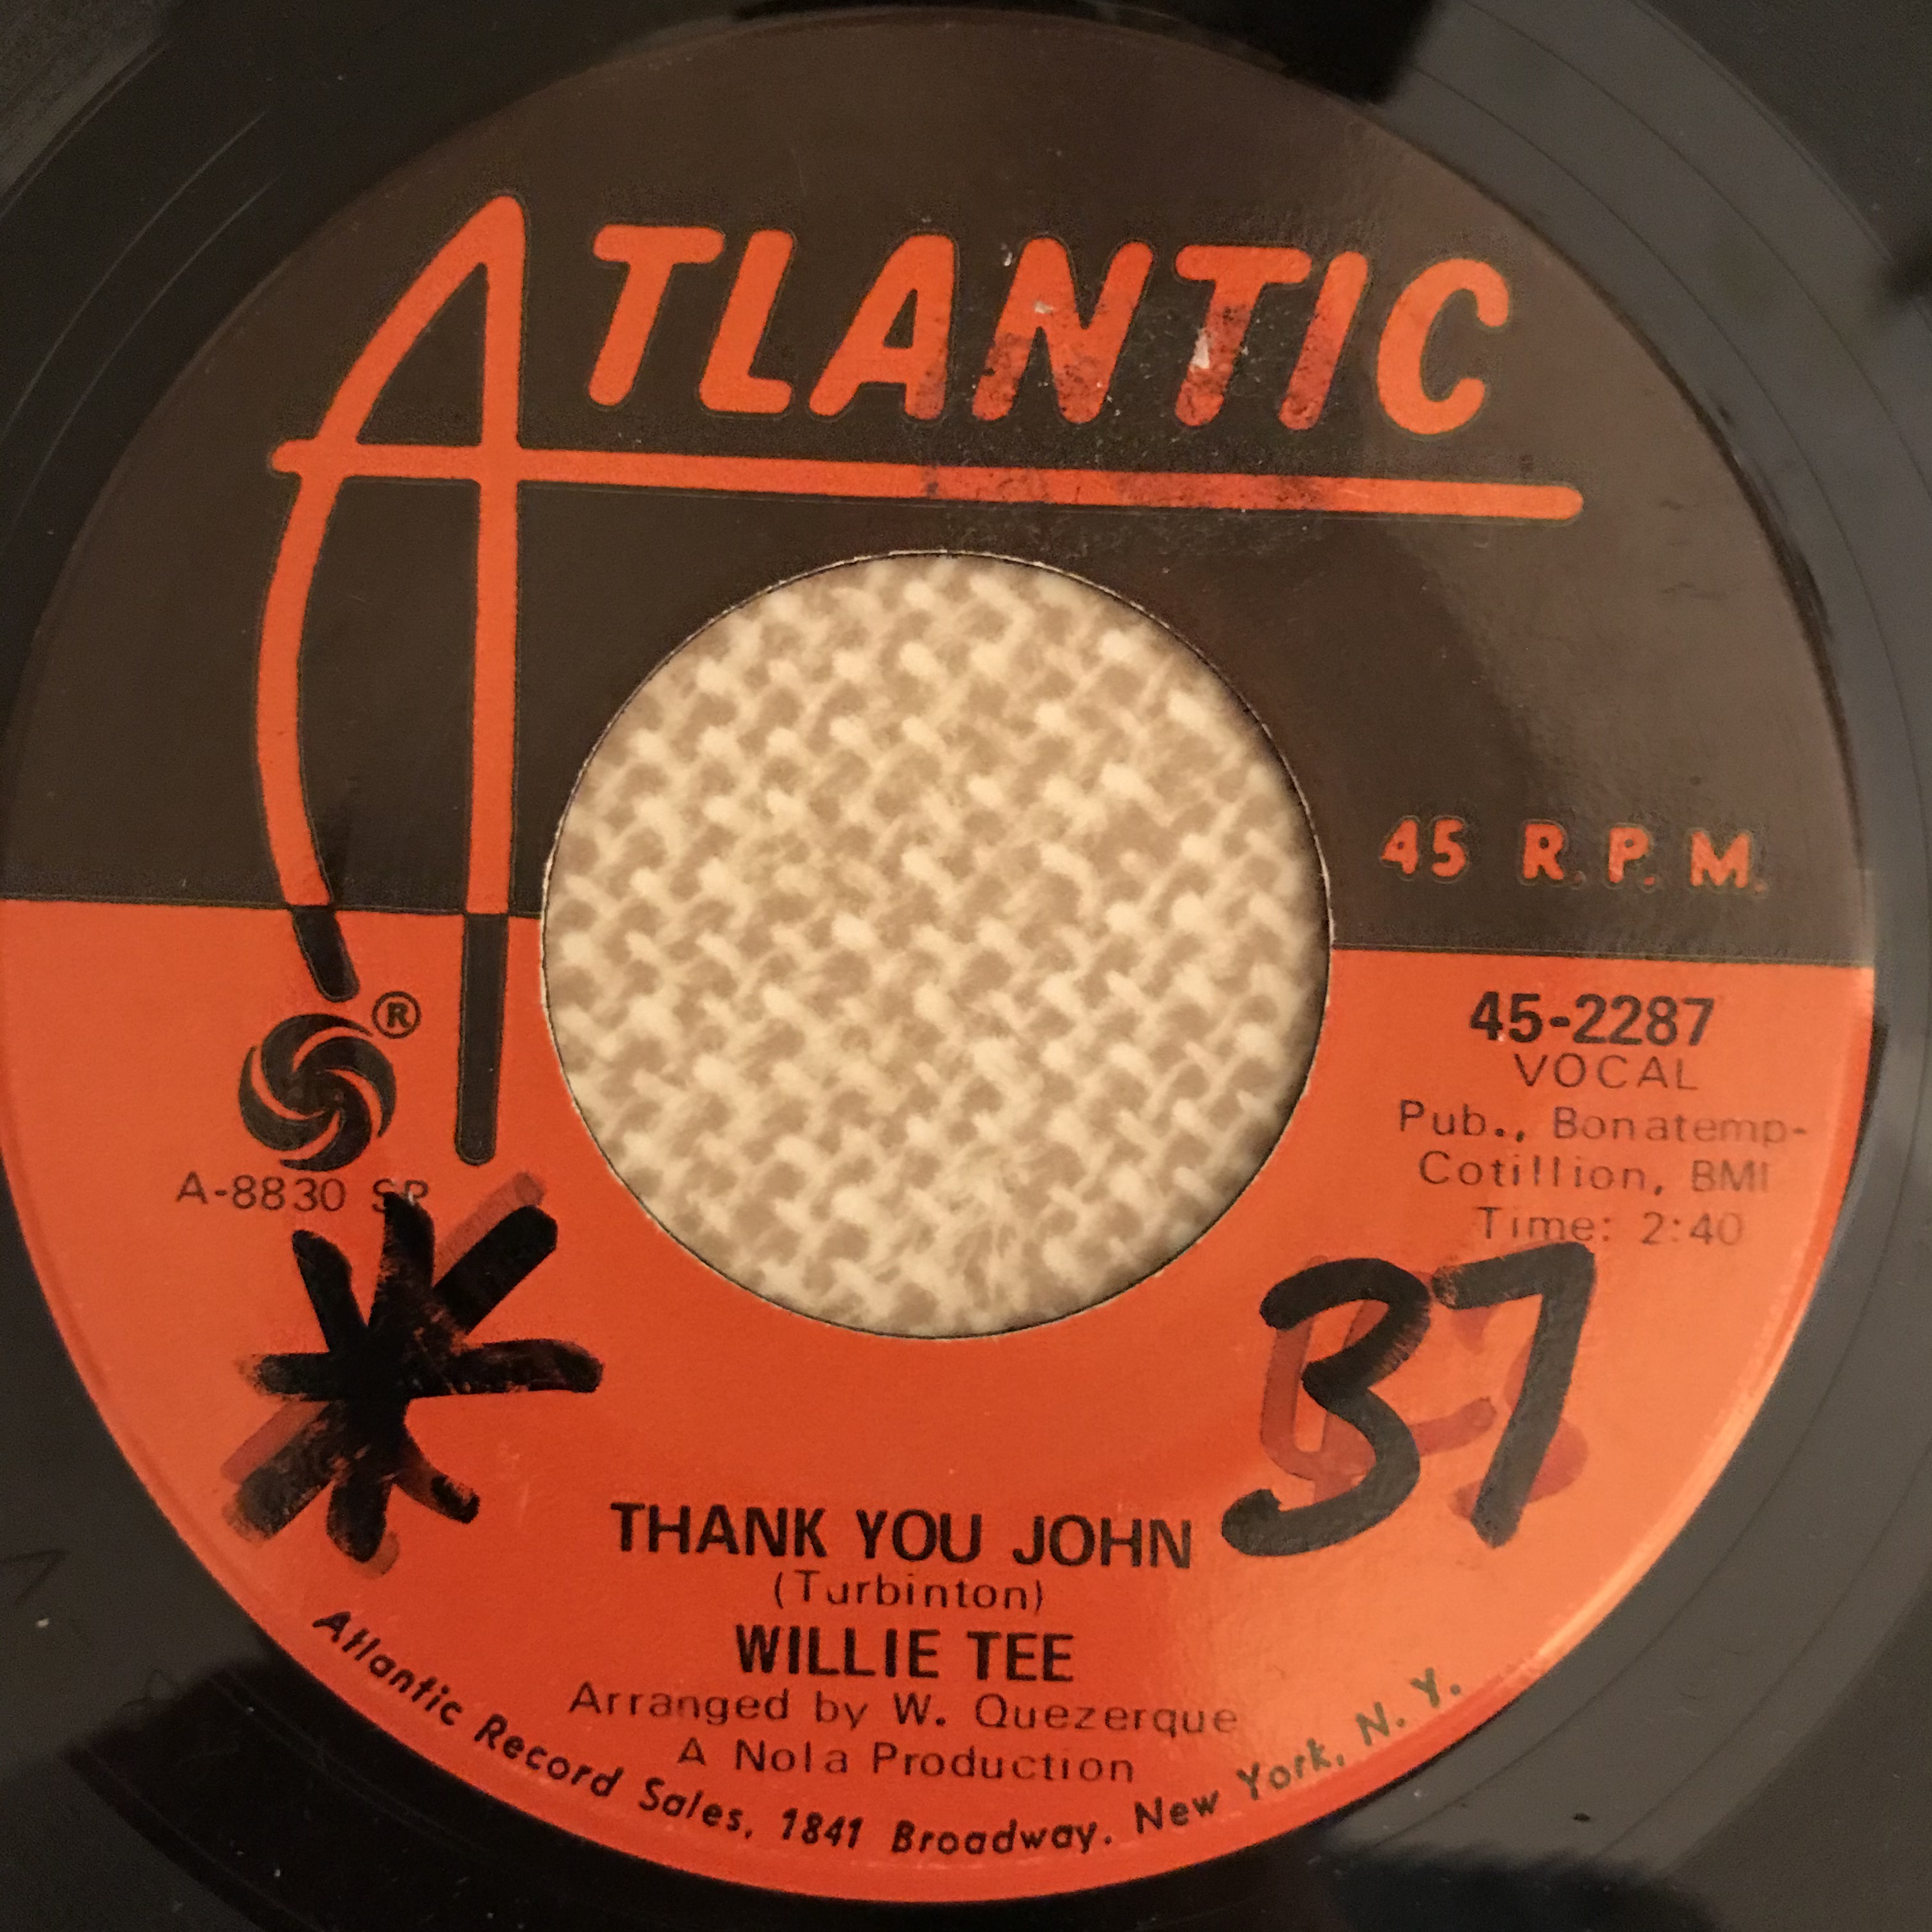 ATLANTIC
45 R.P.M.
®
A-8830 SP
45-2287
VOCAL
Pub., Bonatemp-
Cotillion, BMI
Time: 2:40
37
THANK YOU JOHN
(Turbinton)
WILLIE TEE
Arranged by W. Quezerque
A Nola Production
Atlantic Record Sales, 1841 Broadway, New York, N. Y.